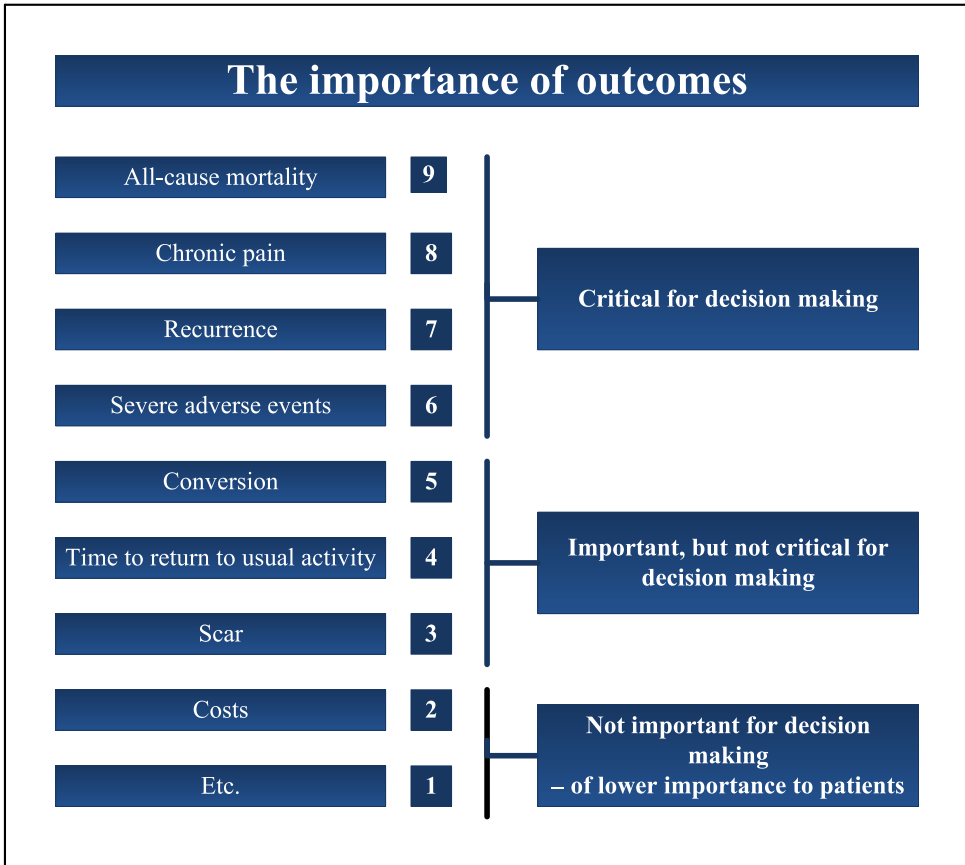 The importance of outcomes
All-cause mortality 9
Chronic pain 8
Recurrence 7
Severe adverse events 6
Critical for decision making
Conversion 5
Time to return to usual activity 4
Scar 3
Important, but not critical for
decision making
Costs 2
Etc. 1
Not important for decision
making
– of lower importance to patients